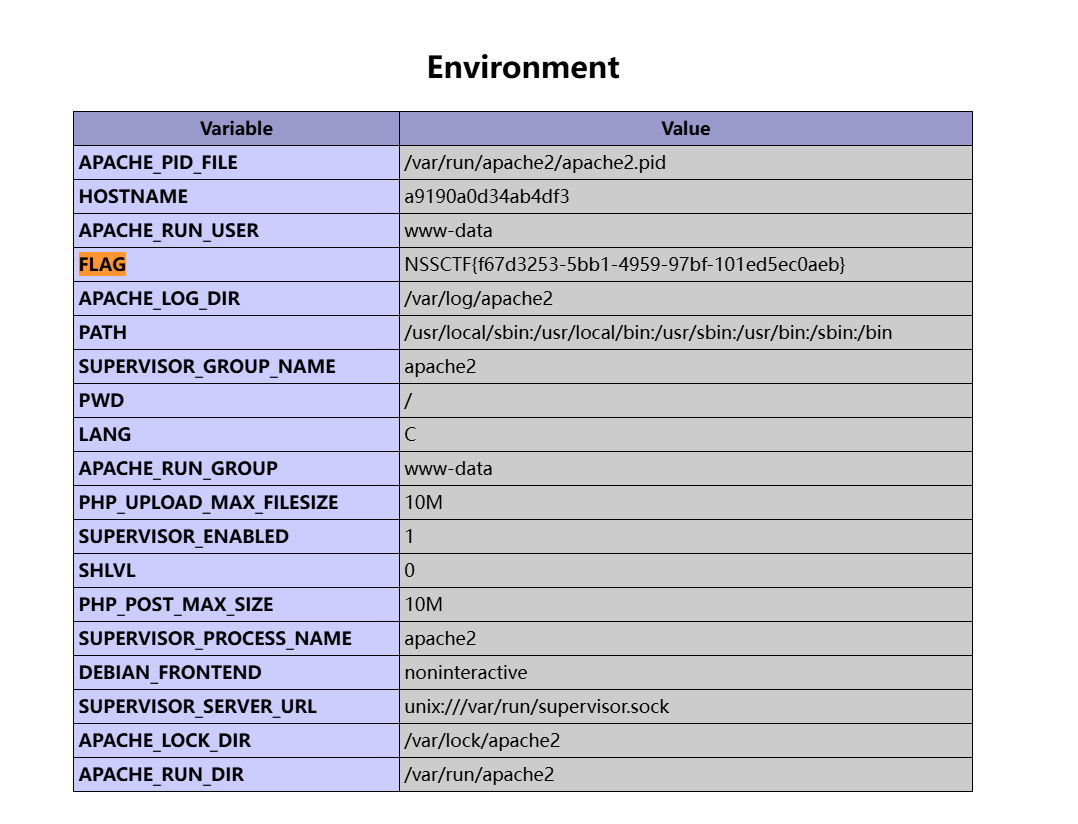 Environment
Variable Value
APACHE_PID_FILE /var/run/apache2/apache2.pid
HOSTNAME a9190a0d34ab4df3
APACHE_RUN_USER www-data
FLAG NSSCTF{f67d3253-5bb1-4959-97bf-101ed5ec0aeb}
APACHE_LOG_DIR /var/log/apache2
PATH /usr/local/sbin:/usr/local/bin:/usr/sbin:/usr/bin:/sbin:/bin
SUPERVISOR_GROUP_NAME apache2
PWD /
LANG C
APACHE_RUN_GROUP www-data
PHP_UPLOAD_MAX_FILESIZE 10M
SUPERVISOR_ENABLED 1
SHLVL 0
PHP_POST_MAX_SIZE 10M
SUPERVISOR_PROCESS_NAME apache2
DEBIAN_FRONTEND noninteractive
SUPERVISOR_SERVER_URL unix:///var/run/supervisor.sock
APACHE_LOCK_DIR /var/lock/apache2
APACHE_RUN_DIR /var/run/apache2